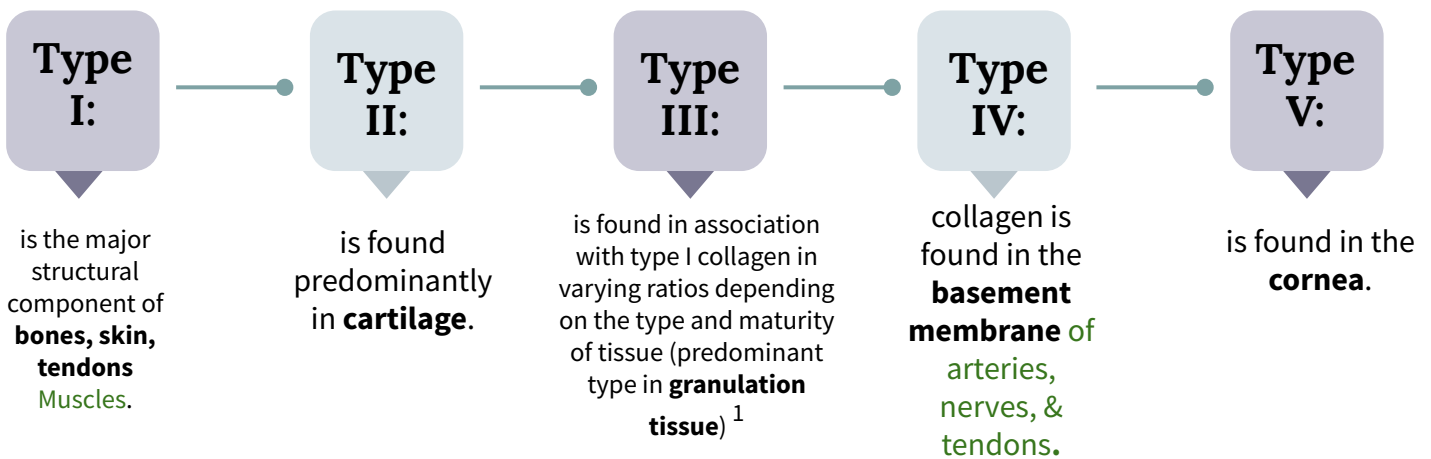 Type
I:
is the major
structural
component of
bones, skin,
tendons
Muscles.
Type
II:
is found
predominantly
in cartilage.
Type
III:
is found in association
with type I collagen in
varying ratios depending
on the type and maturity
of tissue (predominant
type in granulation
tissue) 1
Type
IV:
collagen is
found in the
basement
membrane of
arteries,
nerves, &
tendons.
Type
V:
is found in the
cornea.